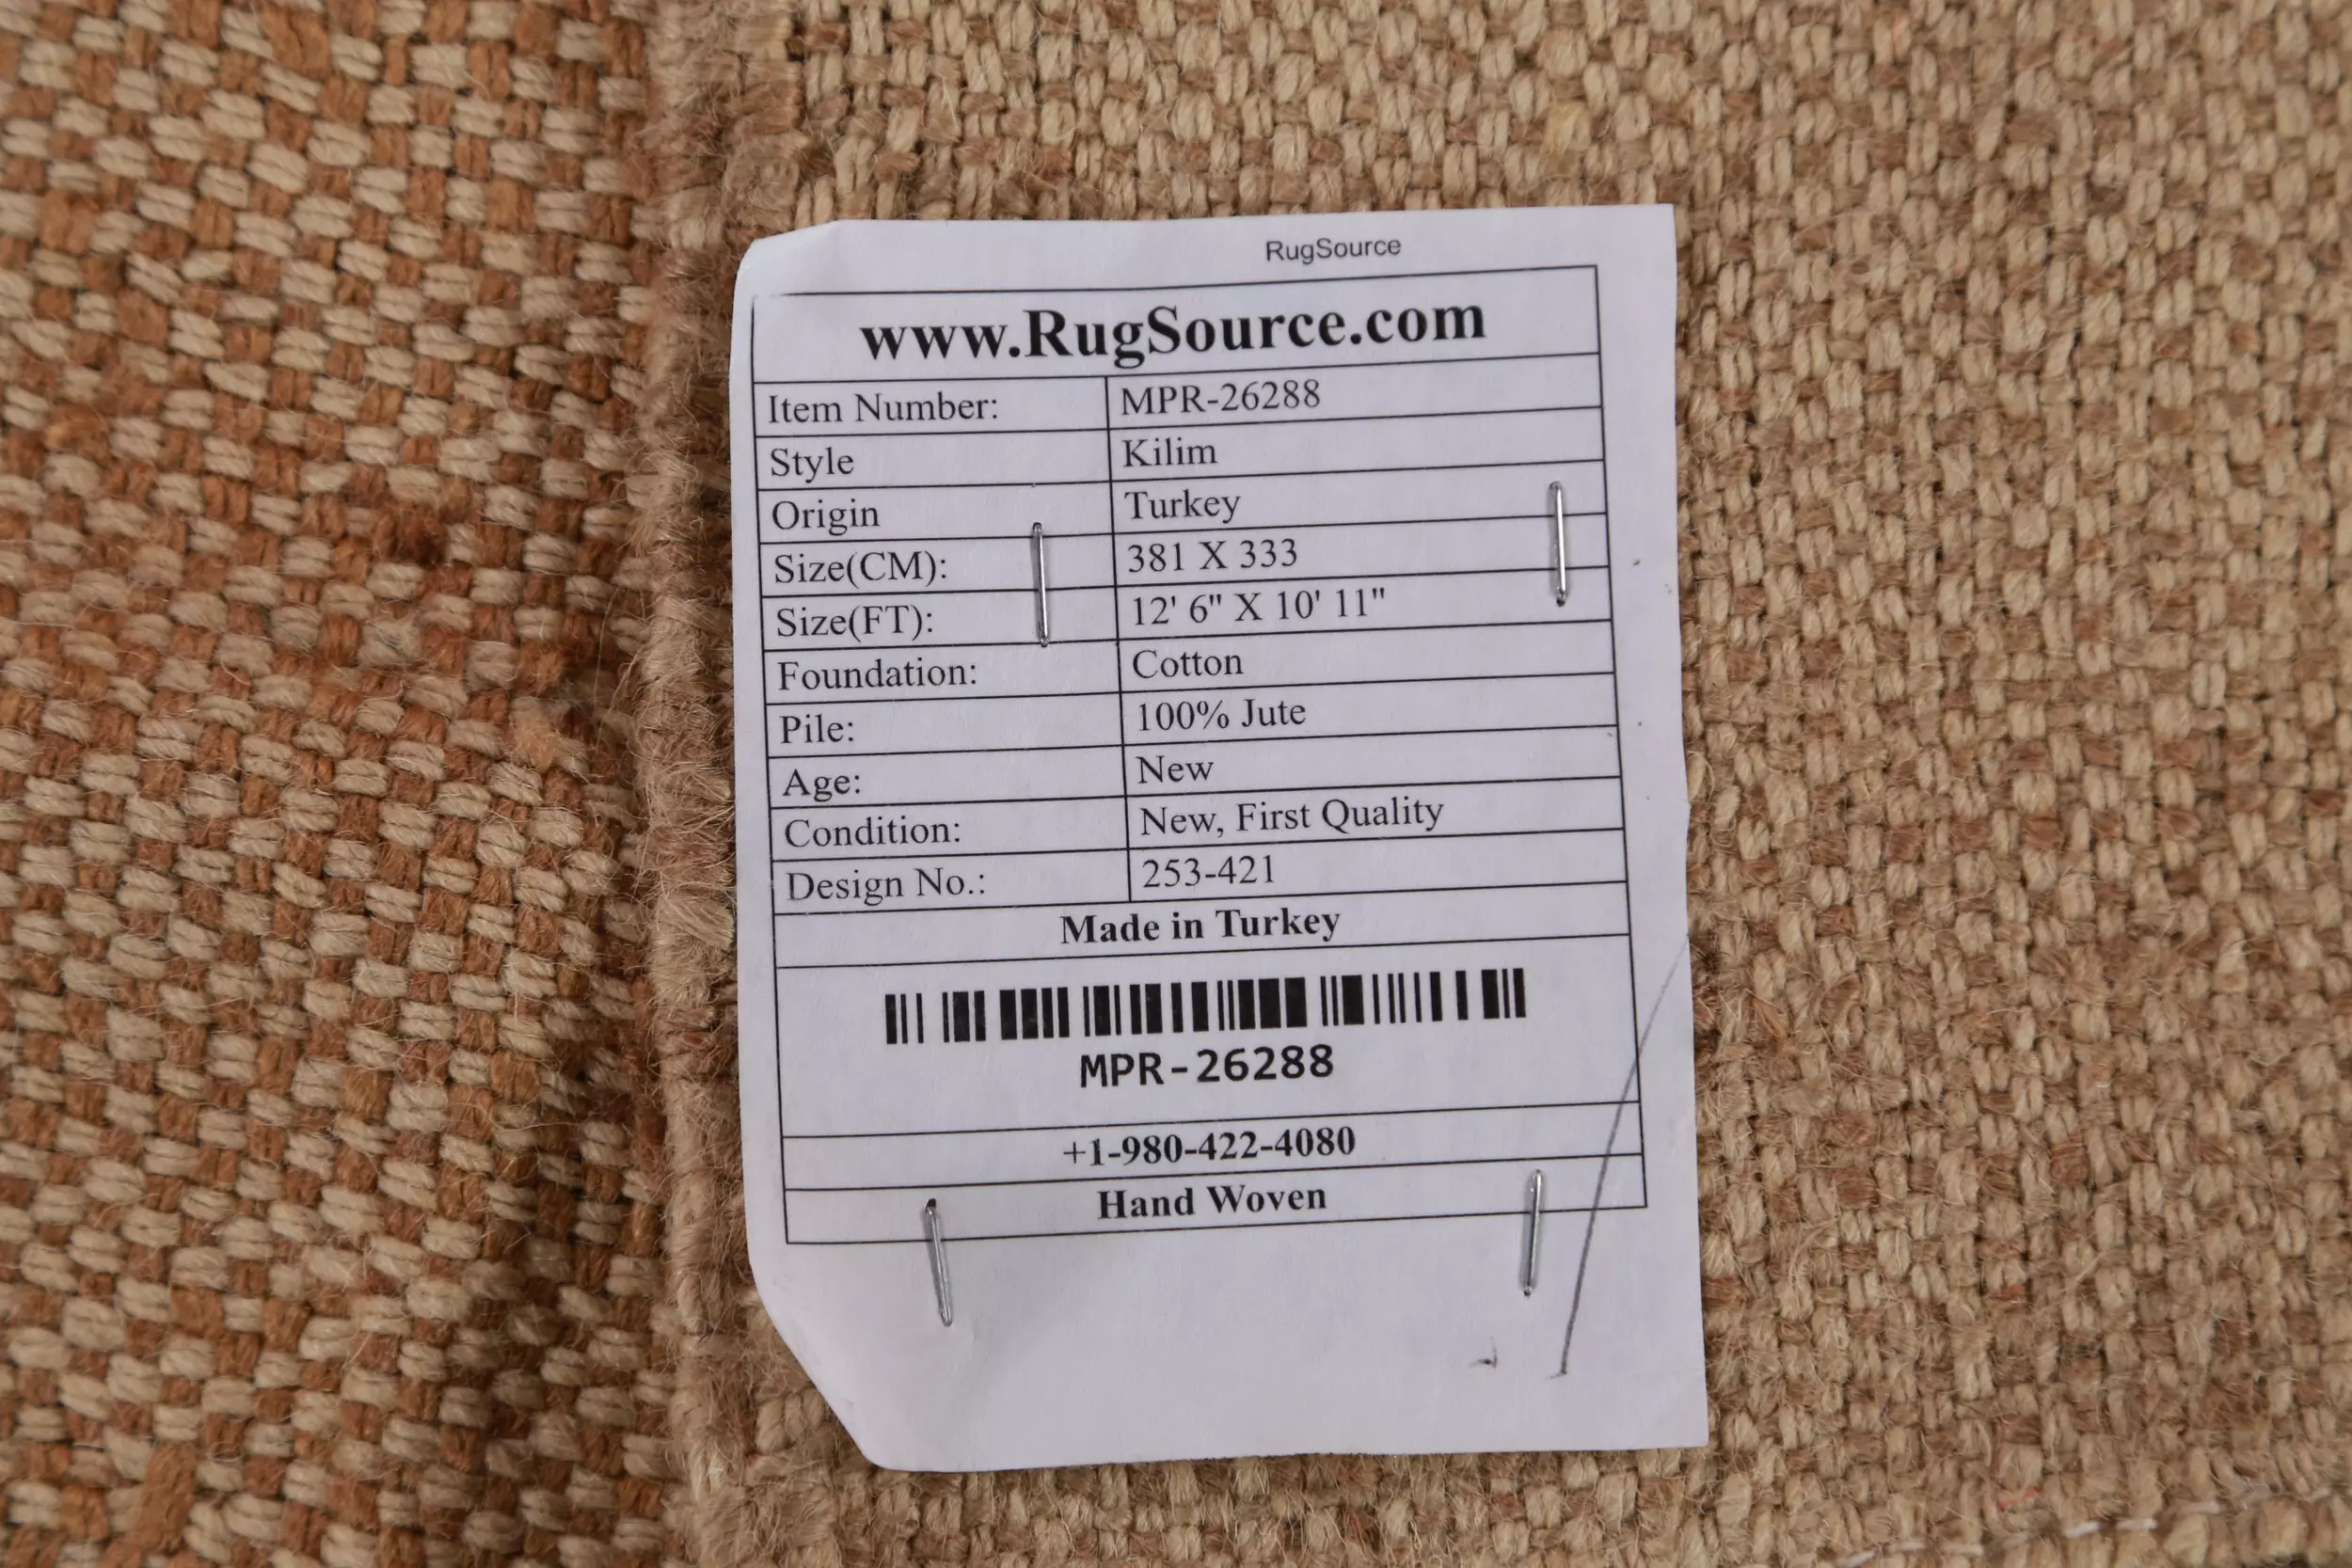 RugSource
www.RugSource.com
Item Number: MPR-26288
Style Kilim
Origin Turkey
Size(CM): 381 X 333
Size(FT): 12' 6" X 10' 11"
Foundation: Cotton
Pile: 100% Jute
Age: New
Condition: New, First Quality
Design No.: 253-421
Made in Turkey
MPR-26288
+1-980-422-4080
Hand Woven